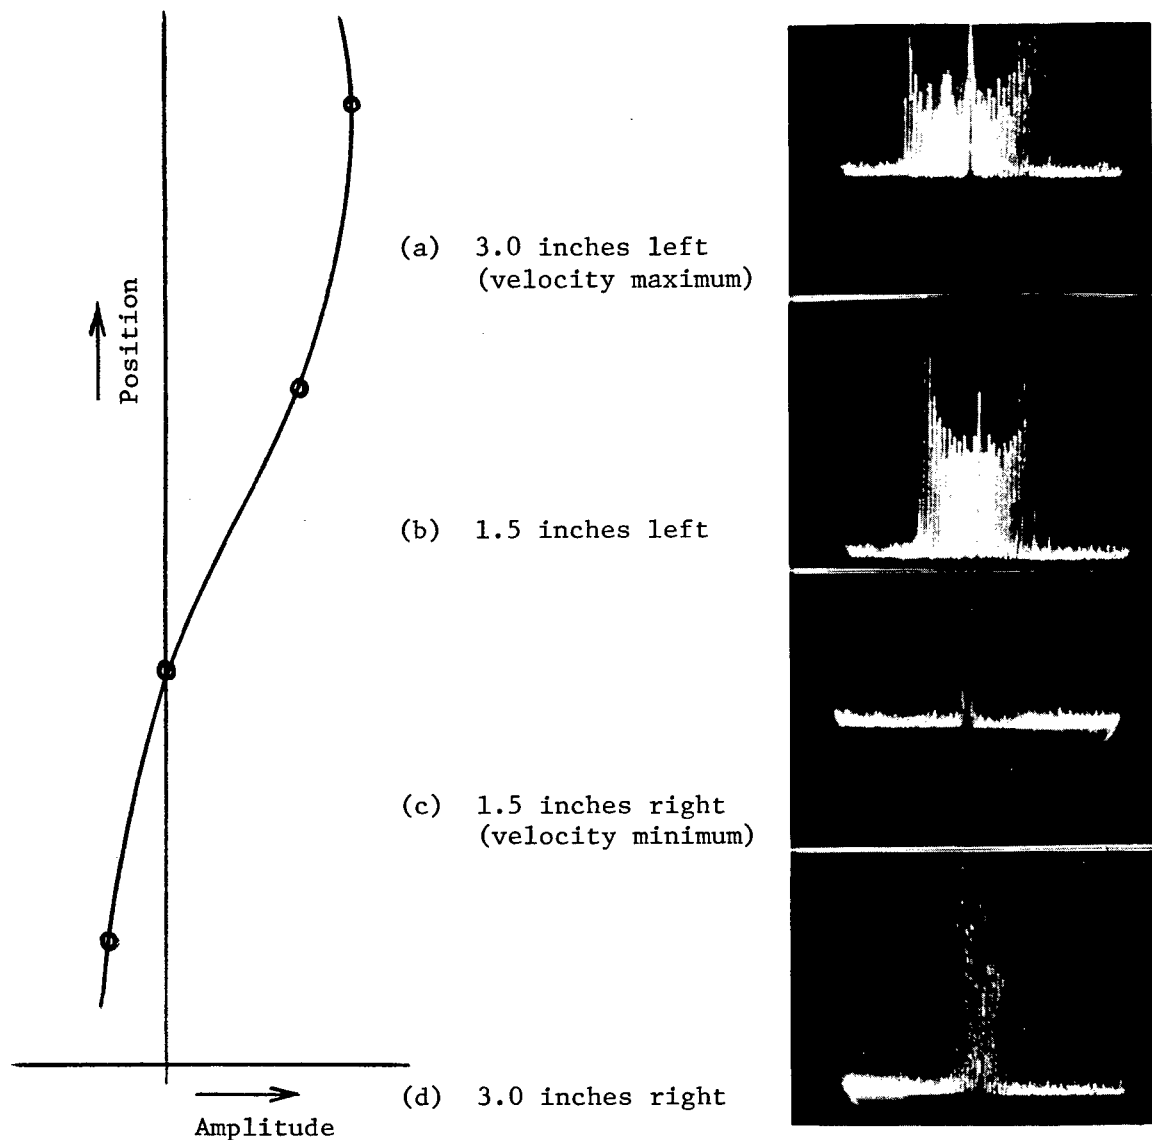 Position
(a) 3.0 inches left
(velocity maximum)
(b) 1.5 inches left
(c) 1.5 inches right
(velocity minimum)
(d) 3.0 inches right
Amplitude